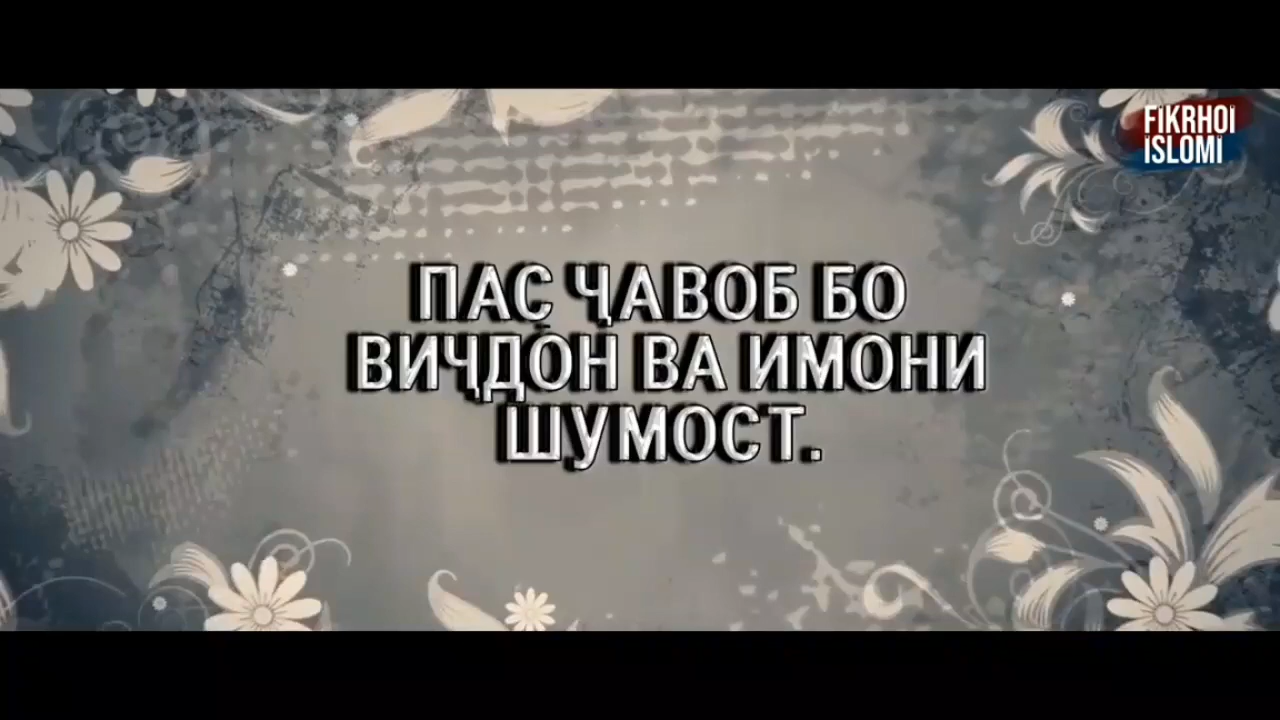 FIKRHOI
ISLOMI
ПАС ҶАВОБ БО
ВИҶДОН ВА ИМОНИ
ШУМОСТ.